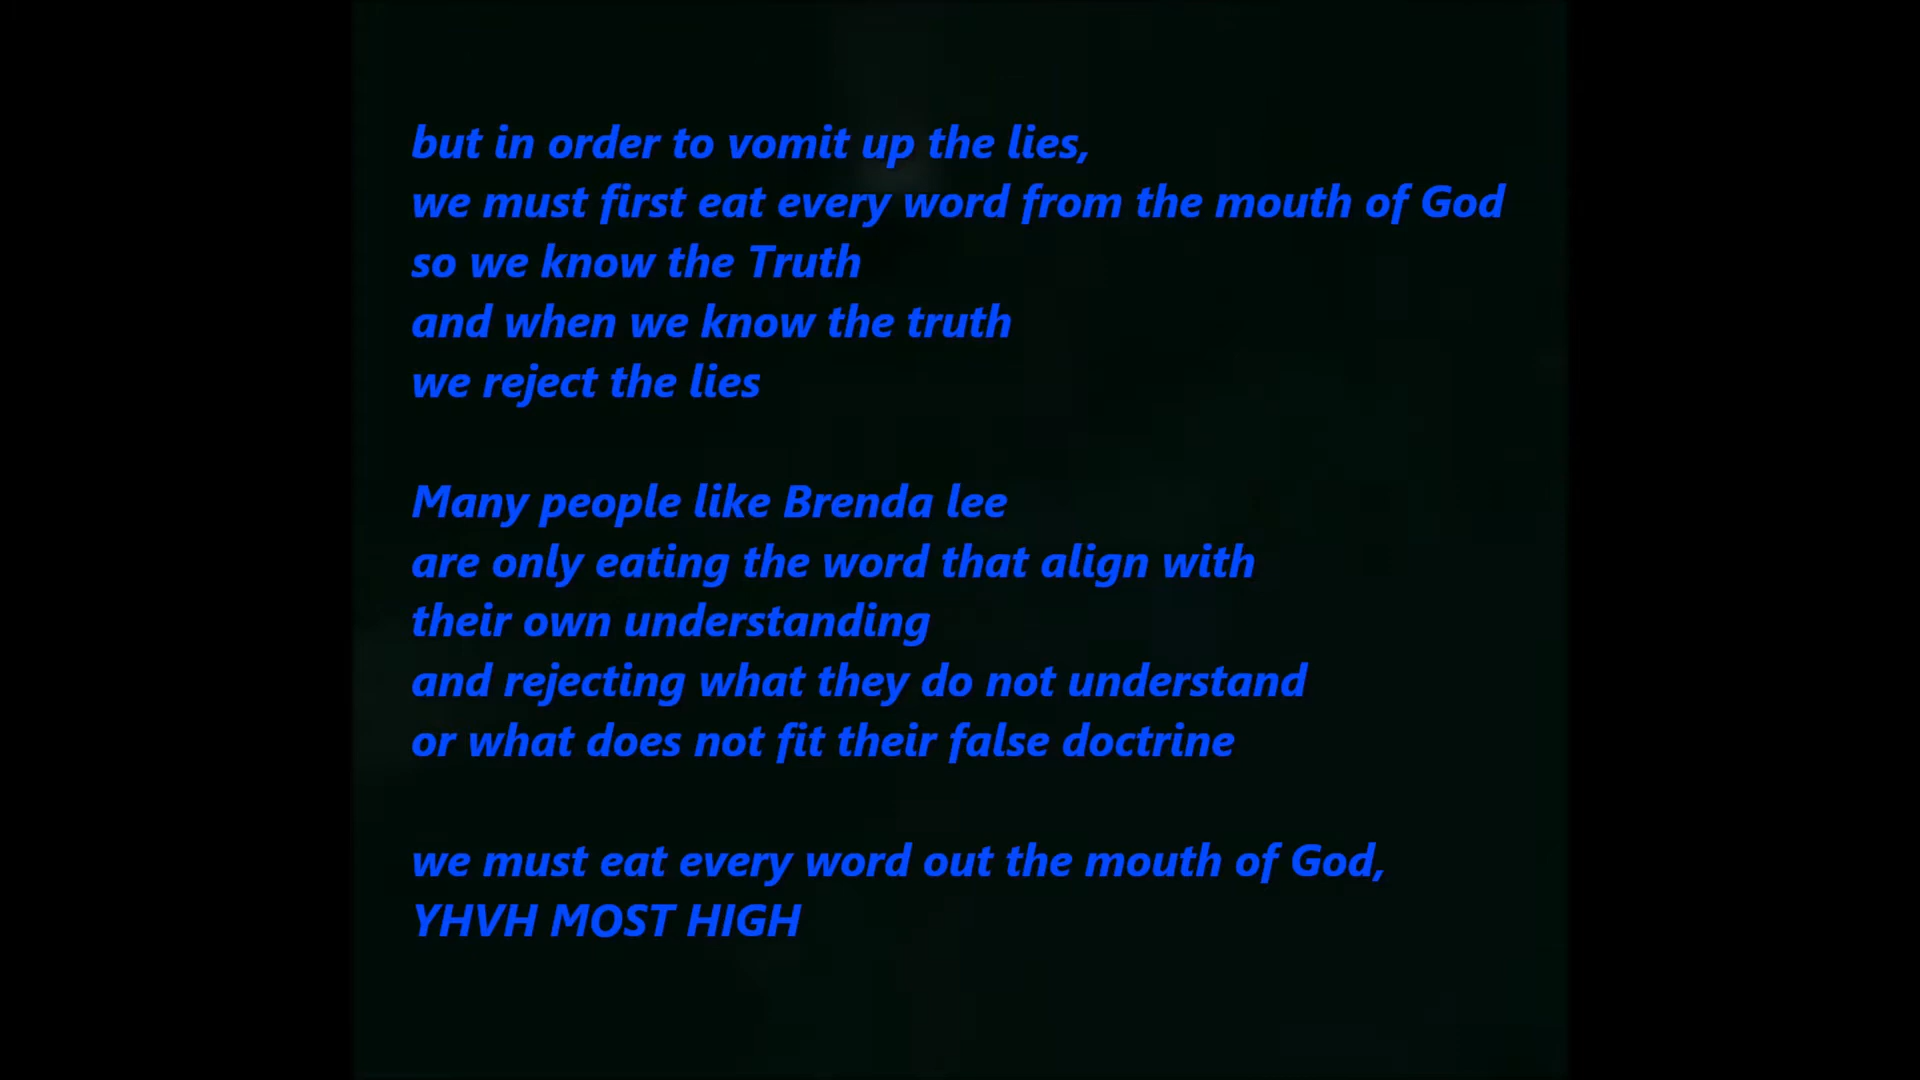 but in order to vomit up the lies,
we must first eat every word from the mouth of God
so we know the Truth
and when we know the truth
we reject the lies
Many people like Brenda lee
are only eating the word that align with
their own understanding
and rejecting what they do not understand
or what does not fit their false doctrine
we must eat every word out the mouth of God,
YHVH MOST HIGH